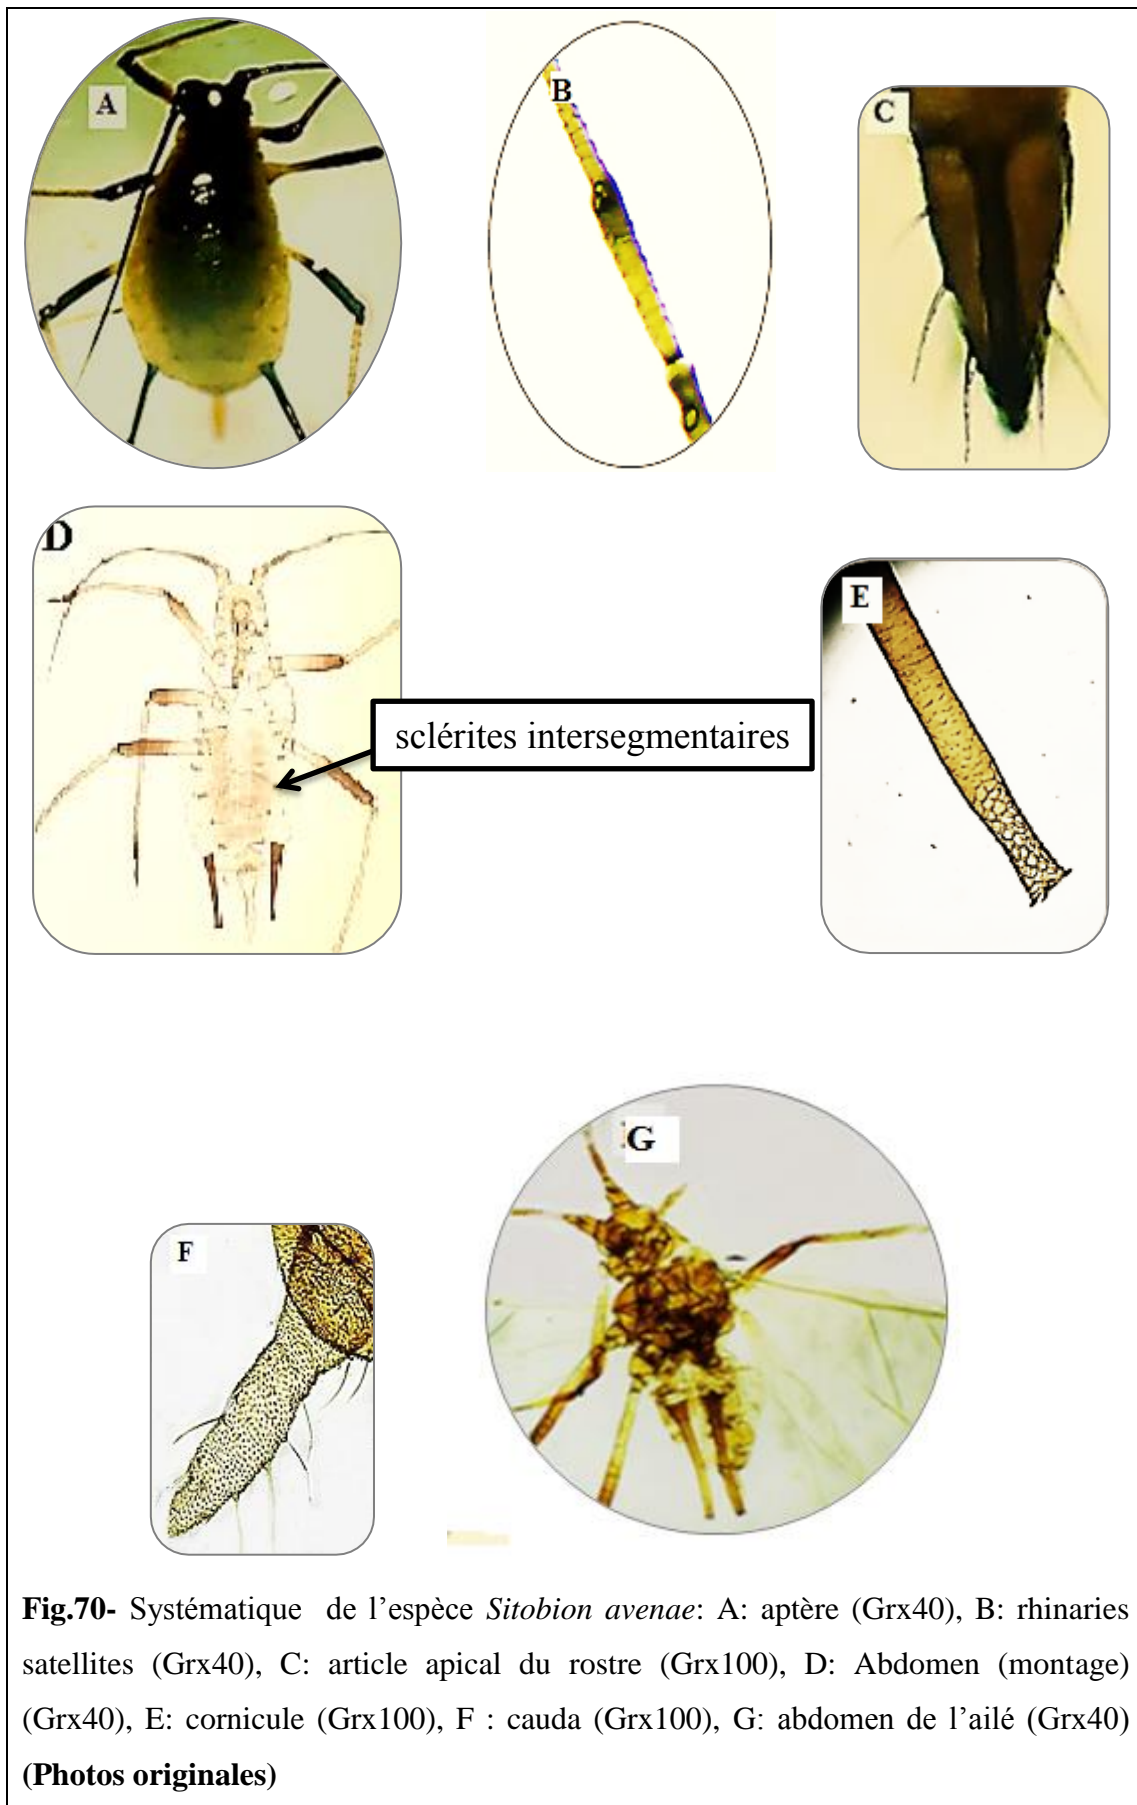 A
B
C
D
sclérites intersegmentaires
E
F
G
Fig.70- Systématique de l’espèce Sitobion avenae: A: aptère (Grx40), B: rhinaries
satellites (Grx40), C: article apical du rostre (Grx100), D: Abdomen (montage)
(Grx40), E: cornicule (Grx100), F : cauda (Grx100), G: abdomen de l’ailé (Grx40)
(Photos originales)